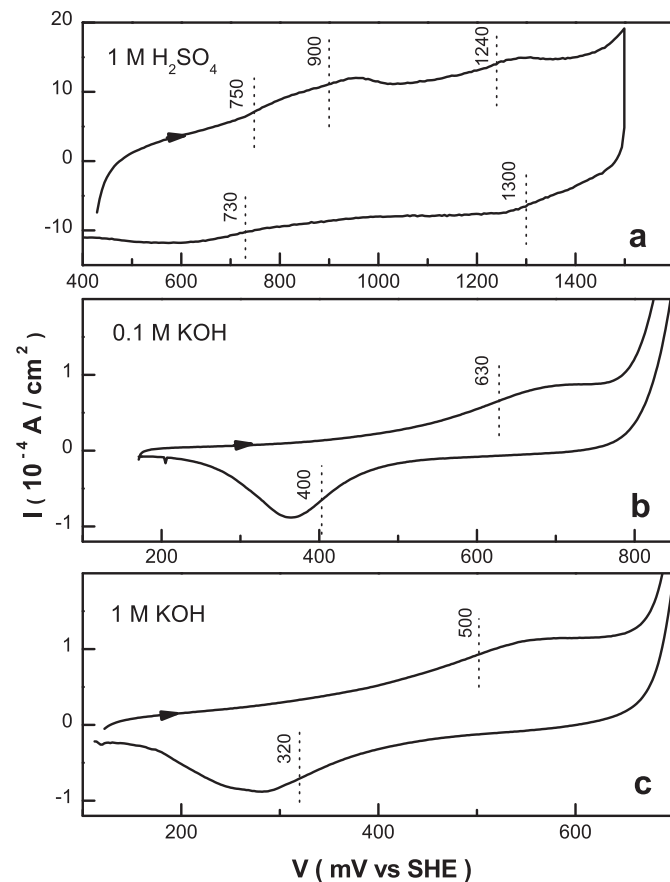 20
10
0
-10
1 M H₂SO₄
750
900
1240
730
1300
a
400 600 800 1000 1200 1400
1
0
-1
0.1 M KOH
630
400
b
200 400 600 800
I ( 10⁻⁴ A / cm² )
1
0
-1
1 M KOH
500
320
c
200 400 600
V ( mV vs SHE )